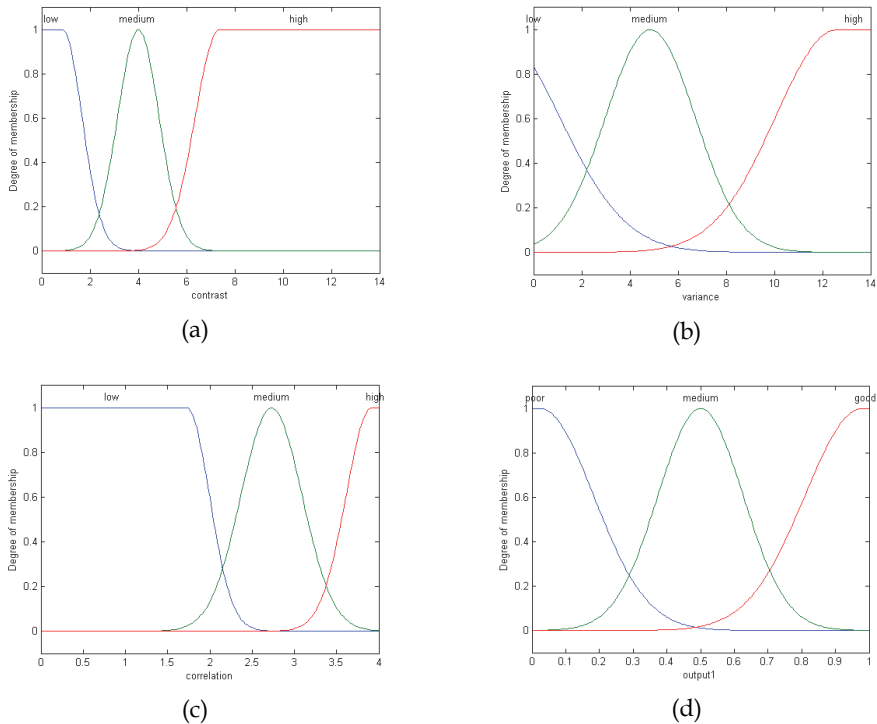 low medium high
Degree of membership
1
0.8
0.6
0.4
0.2
0
0 2 4 6 8 10 12 14
contrast
(a)
low medium high
Degree of membership
1
0.8
0.6
0.4
0.2
0
0 2 4 6 8 10 12 14
variance
(b)
low medium high
Degree of membership
1
0.8
0.6
0.4
0.2
0
0 0.5 1 1.5 2 2.5 3 3.5 4
correlation
(c)
poor medium good
Degree of membership
1
0.8
0.6
0.4
0.2
0
0 0.1 0.2 0.3 0.4 0.5 0.6 0.7 0.8 0.9 1
output1
(d)